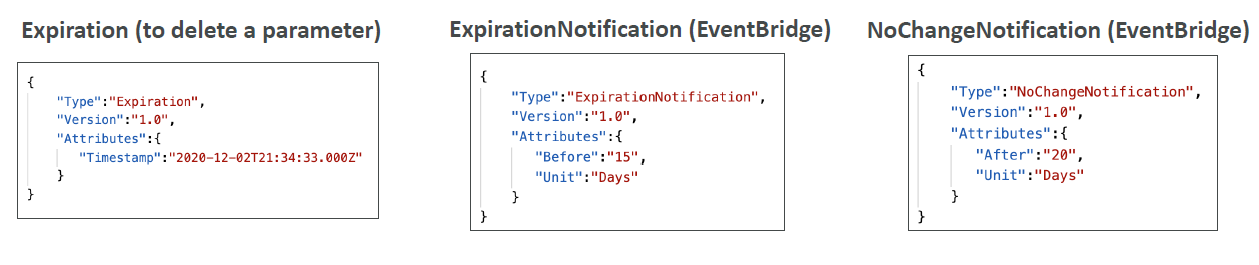 Expiration (to delete a parameter)
{
"Type":"Expiration",
"Version":"1.0",
"Attributes":{
"Timestamp":"2020-12-02T21:34:33.000Z"
}
}
ExpirationNotification (EventBridge)
{
"Type":"ExpirationNotification",
"Version":"1.0",
"Attributes":{
"Before":"15",
"Unit":"Days"
}
}
NoChangeNotification (EventBridge)
{
"Type":"NoChangeNotification",
"Version":"1.0",
"Attributes":{
"After":"20",
"Unit":"Days"
}
}